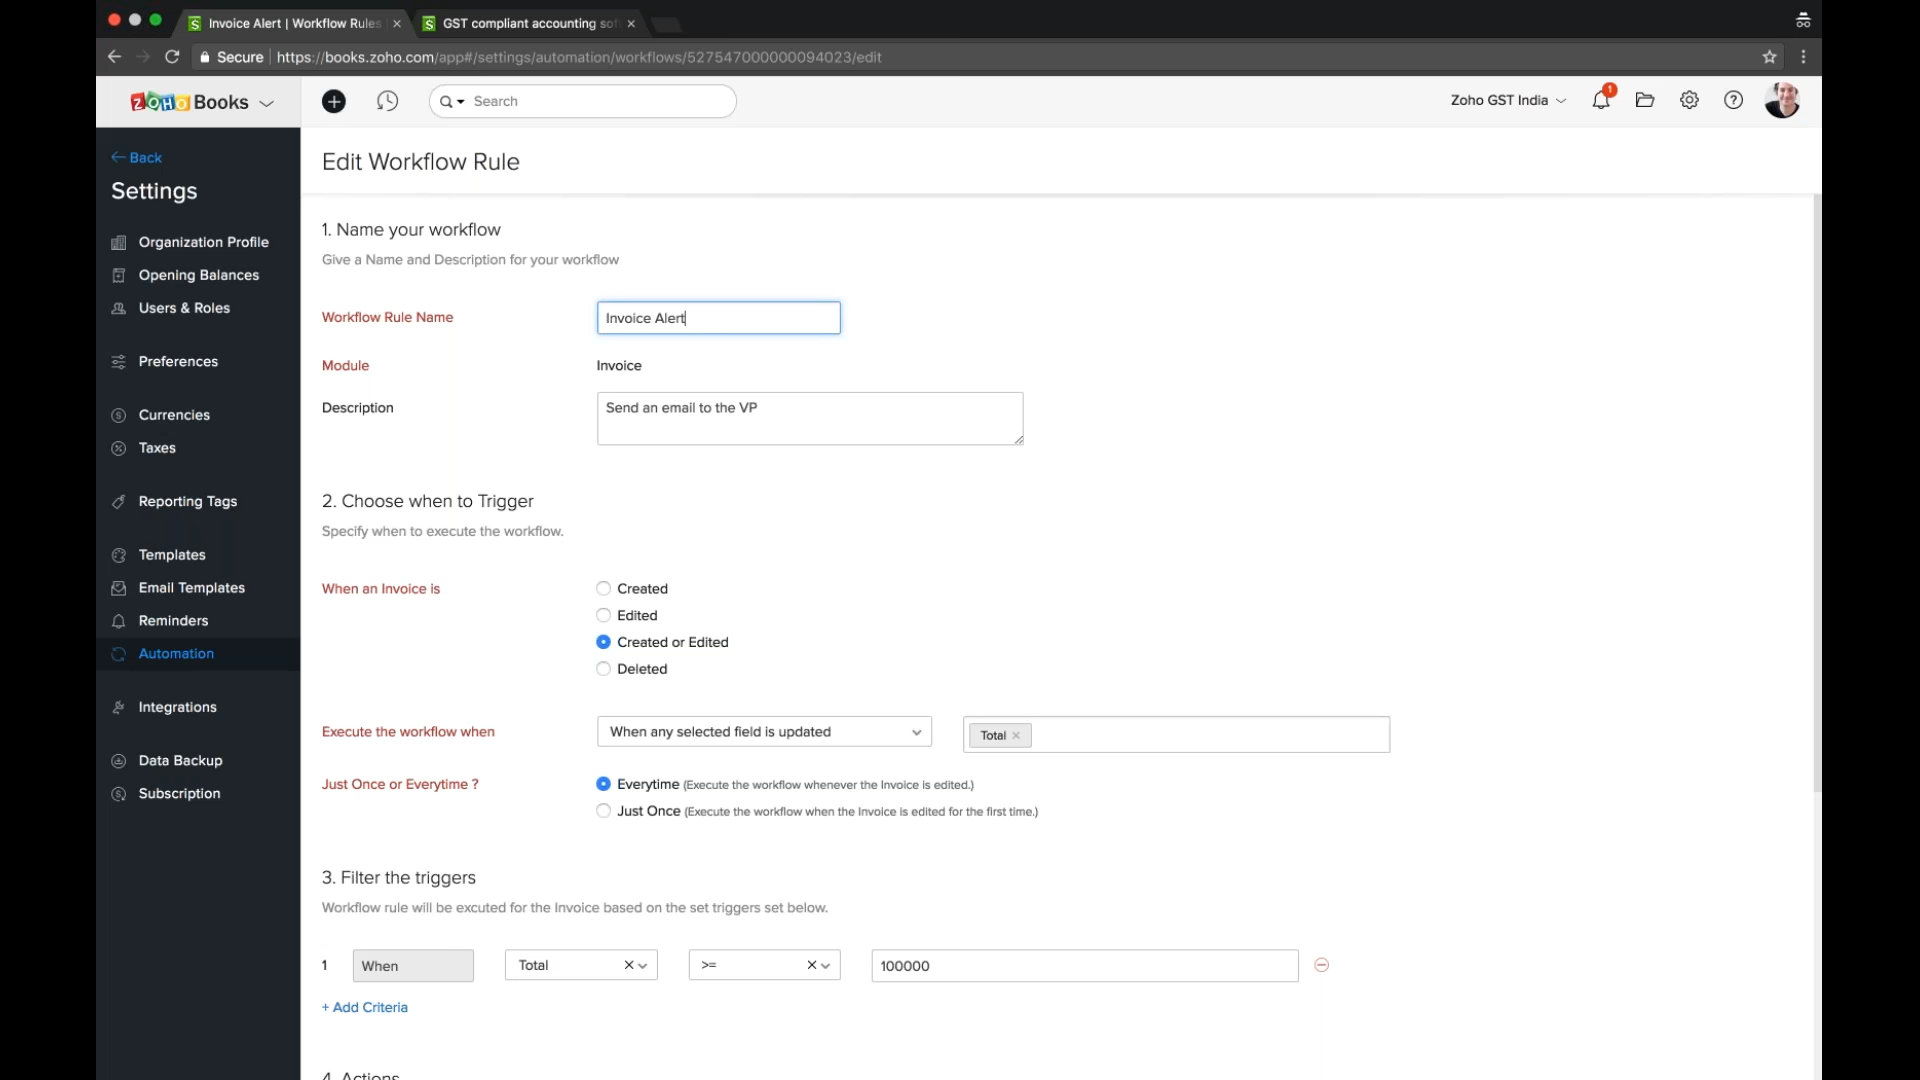 Invoice Alert | Workflow Rules
GST compliant accounting sof
Secure https://books.zoho.com/app#/settings/automation/workflows/527547000000094023/edit
ZOHO Books
Search
Zoho GST India
1
Back
Settings
Organization Profile
Opening Balances
Users & Roles
Preferences
Currencies
Taxes
Reporting Tags
Templates
Email Templates
Reminders
Automation
Integrations
Data Backup
Subscription
Edit Workflow Rule
1. Name your workflow
Give a Name and Description for your workflow
Workflow Rule Name Invoice Alert
Module Invoice
Description Send an email to the VP
2. Choose when to Trigger
Specify when to execute the workflow.
When an Invoice is Created
Edited
Created or Edited
Deleted
Execute the workflow when When any selected field is updated Total
Just Once or Everytime ? Everytime (Execute the workflow whenever the Invoice is edited.)
Just Once (Execute the workflow when the Invoice is edited for the first time.)
3. Filter the triggers
Workflow rule will be excuted for the Invoice based on the set triggers set below.
1 When Total >= 100000
+ Add Criteria
4. Actions